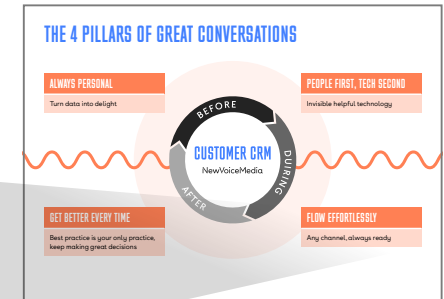 THE 4 PILLARS OF GREAT CONVERSATIONS
ALWAYS PERSONAL
Turn data into delight
PEOPLE FIRST, TECH SECOND
Invisible helpful technology
BEFORE
DUIRING
AFTER
CUSTOMER CRM
NewVoiceMedia
GET BETTER EVERY TIME
Best practice is your only practice,
keep making great decisions
FLOW EFFORTLESSLY
Any channel, always ready